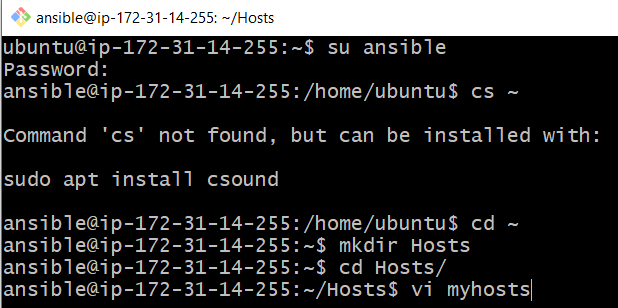 ansible@ip-172-31-14-255: ~/Hosts
ubuntu@ip-172-31-14-255:~$ su ansible
Password:
ansible@ip-172-31-14-255:/home/ubuntu$ cs ~
Command 'cs' not found, but can be installed with:
sudo apt install csound
ansible@ip-172-31-14-255:/home/ubuntu$ cd ~
ansible@ip-172-31-14-255:~$ mkdir Hosts
ansible@ip-172-31-14-255:~$ cd Hosts/
ansible@ip-172-31-14-255:~/Hosts$ vi myhosts